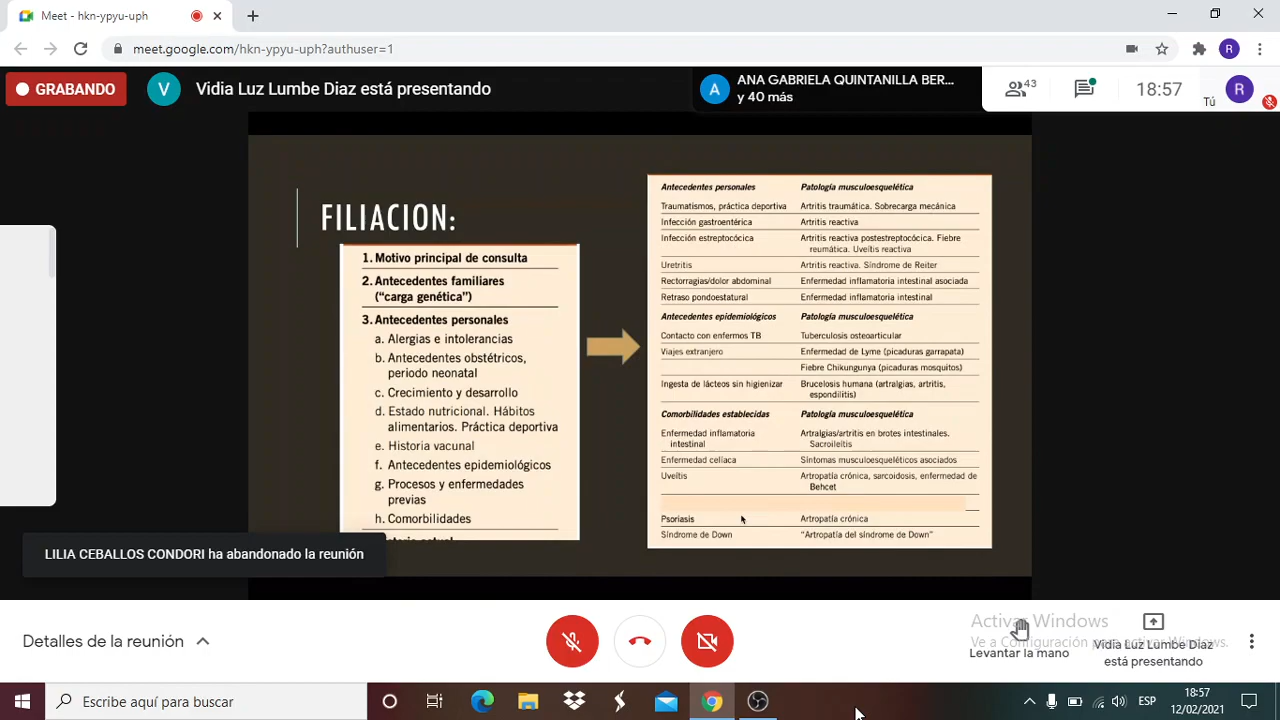 Meet - hkn-ypyu-uph
meet.google.com/hkn-ypyu-uph?authuser=1
GRABANDO
V
Vidia Luz Lumbe Diaz está presentando
A
ANA GABRIELA QUINTANILLA BER...
y 40 más
43
18:57
Tú
R
R
FILIACION:
1. Motivo principal de consulta
2. Antecedentes familiares
("carga genética")
3. Antecedentes personales
a. Alergias e intolerancias
b. Antecedentes obstétricos,
periodo neonatal
c. Crecimiento y desarrollo
d. Estado nutricional. Hábitos
alimentarios. Práctica deportiva
e. Historia vacunal
f. Antecedentes epidemiológicos
g. Procesos y enfermedades
previas
h. Comorbilidades
Antecedentes personales Patología musculoesquelética
Traumatismos, práctica deportiva Artritis traumática. Sobrecarga mecánica
Infección gastroentérica Artritis reactiva
Infección estreptocócica Artritis reactiva postestreptocócica. Fiebre
reumática. Uveítis reactiva
Uretritis Artritis reactiva. Síndrome de Reiter
Rectorragias/dolor abdominal Enfermedad inflamatoria intestinal asociada
Retraso pondoestatural Enfermedad inflamatoria intestinal
Antecedentes epidemiológicos Patología musculoesquelética
Contacto con enfermos TB Tuberculosis osteoarticular
Viajes extranjero Enfermedad de Lyme (picaduras garrapata)
Fiebre Chikungunya (picaduras mosquitos)
Ingesta de lácteos sin higienizar Brucelosis humana (artralgias, artritis,
espondilitis)
Comorbilidades establecidas Patología musculoesquelética
Enfermedad inflamatoria Artralgias/artritis en brotes intestinales.
intestinal Sacroileítis
Enfermedad celíaca Síntomas musculoesqueléticos asociados
Uveítis Artropatía crónica, sarcoidosis, enfermedad de
Behcet
Psoriasis Artropatía crónica
Síndrome de Down "Artropatía del síndrome de Down"
LILIA CEBALLOS CONDORI ha abandonado la reunión
Detalles de la reunión
Activar Windows
Ve a Configuración para activar Windows.
Levantar la mano
Vidia Luz Lumbe Diaz
está presentando
Escribe aquí para buscar
ESP
18:57
12/02/2021